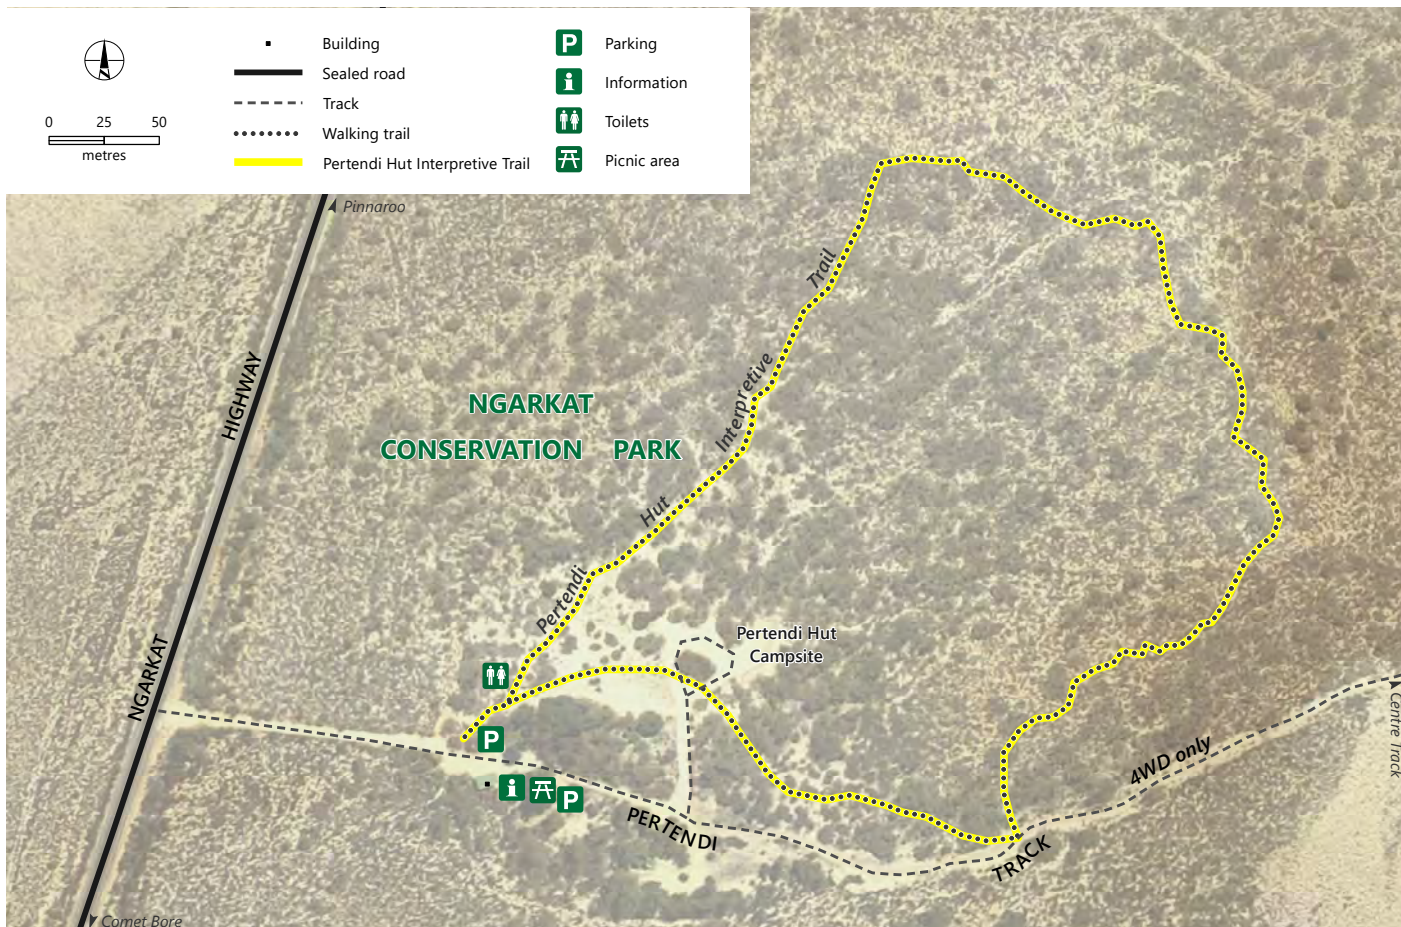 Building
Sealed road
Track
Walking trail
Pertendi Hut Interpretive Trail
P Parking
i Information
Toilets
Picnic area
0 25 50
metres
Pinnaroo
NGARKAT HIGHWAY
NGARKAT
CONSERVATION PARK
Pertendi Hut Interpretive Trail
Pertendi Hut
Campsite
P
i
P
PERTENDI TRACK
4WD only
Centre Track
Comet Bore